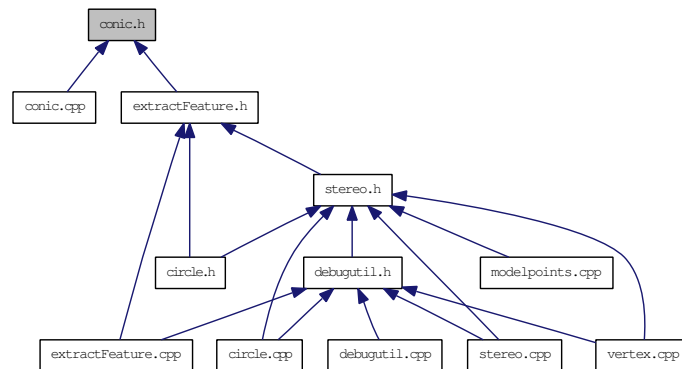 conic.h
conic.cpp
extractFeature.h
stereo.h
circle.h
debugutil.h
modelpoints.cpp
extractFeature.cpp
circle.cpp
debugutil.cpp
stereo.cpp
vertex.cpp